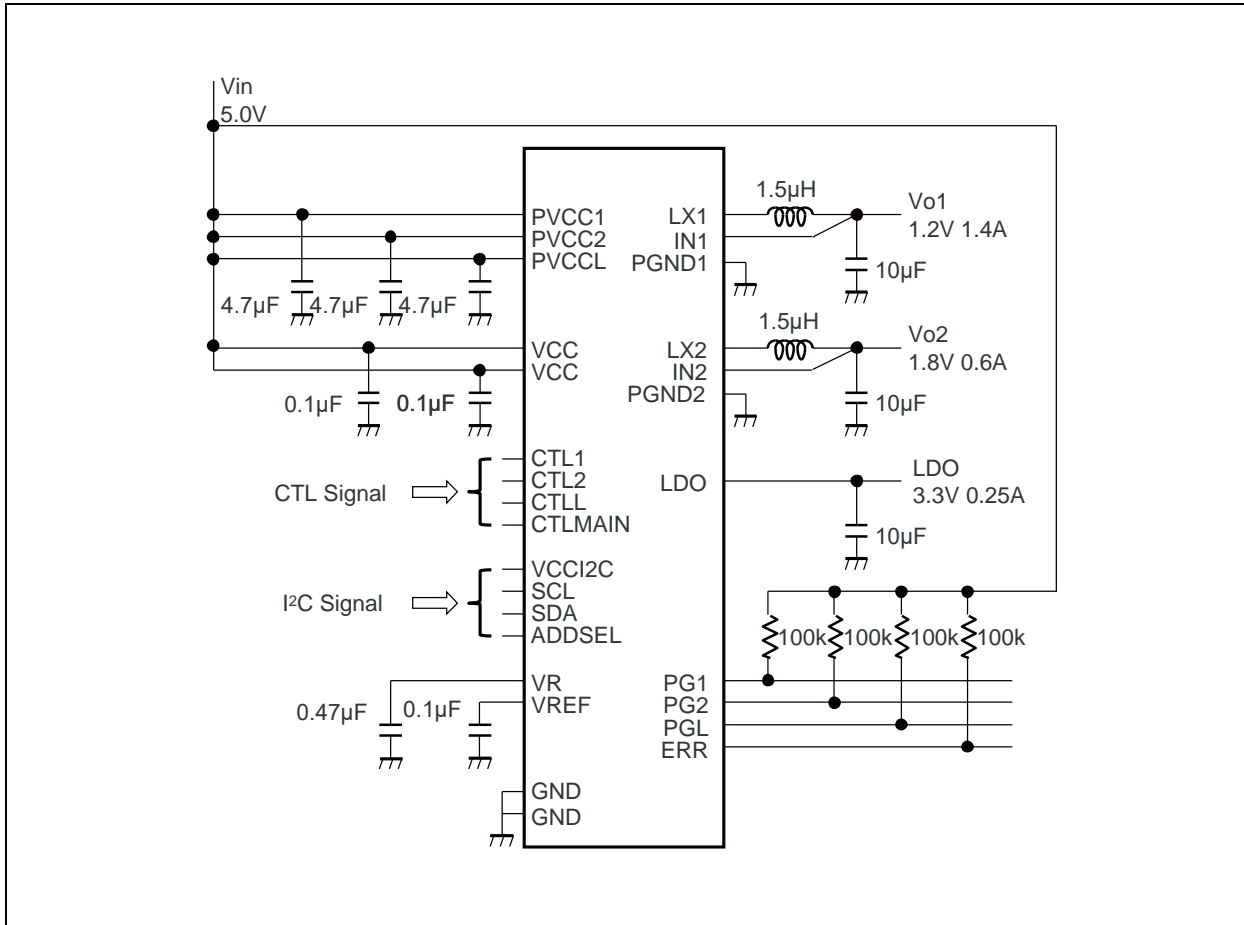 Vin
5.0V
PVCC1
PVCC2
PVCCL
4.7µF 4.7µF 4.7µF
VCC
VCC
0.1µF 0.1µF
CTL Signal
CTL1
CTL2
CTLL
CTLMAIN
I²C Signal
VCCI2C
SCL
SDA
ADDSEL
VR
VREF
0.47µF 0.1µF
GND
GND
LX1
IN1
PGND1
1.5µH
Vo1
1.2V 1.4A
10µF
LX2
IN2
PGND2
1.5µH
Vo2
1.8V 0.6A
10µF
LDO
LDO
3.3V 0.25A
10µF
100k 100k 100k 100k
PG1
PG2
PGL
ERR